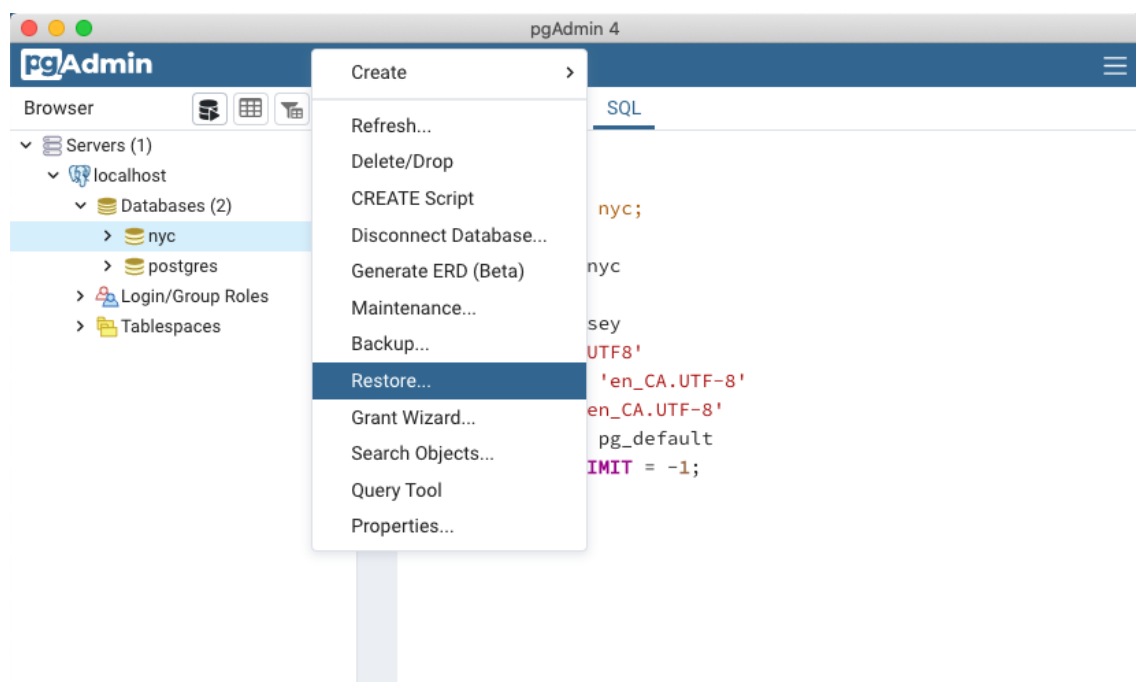 pgAdmin 4
pgAdmin
Browser
SQL
Servers (1)
localhost
Databases (2)
nyc
postgres
Login/Group Roles
Tablespaces
Create
Refresh...
Delete/Drop
CREATE Script
Disconnect Database...
Generate ERD (Beta)
Maintenance...
Backup...
Restore...
Grant Wizard...
Search Objects...
Query Tool
Properties...
nyc;
nyc
sey
UTF8'
'en_CA.UTF-8'
en_CA.UTF-8'
pg_default
IMIT = -1;